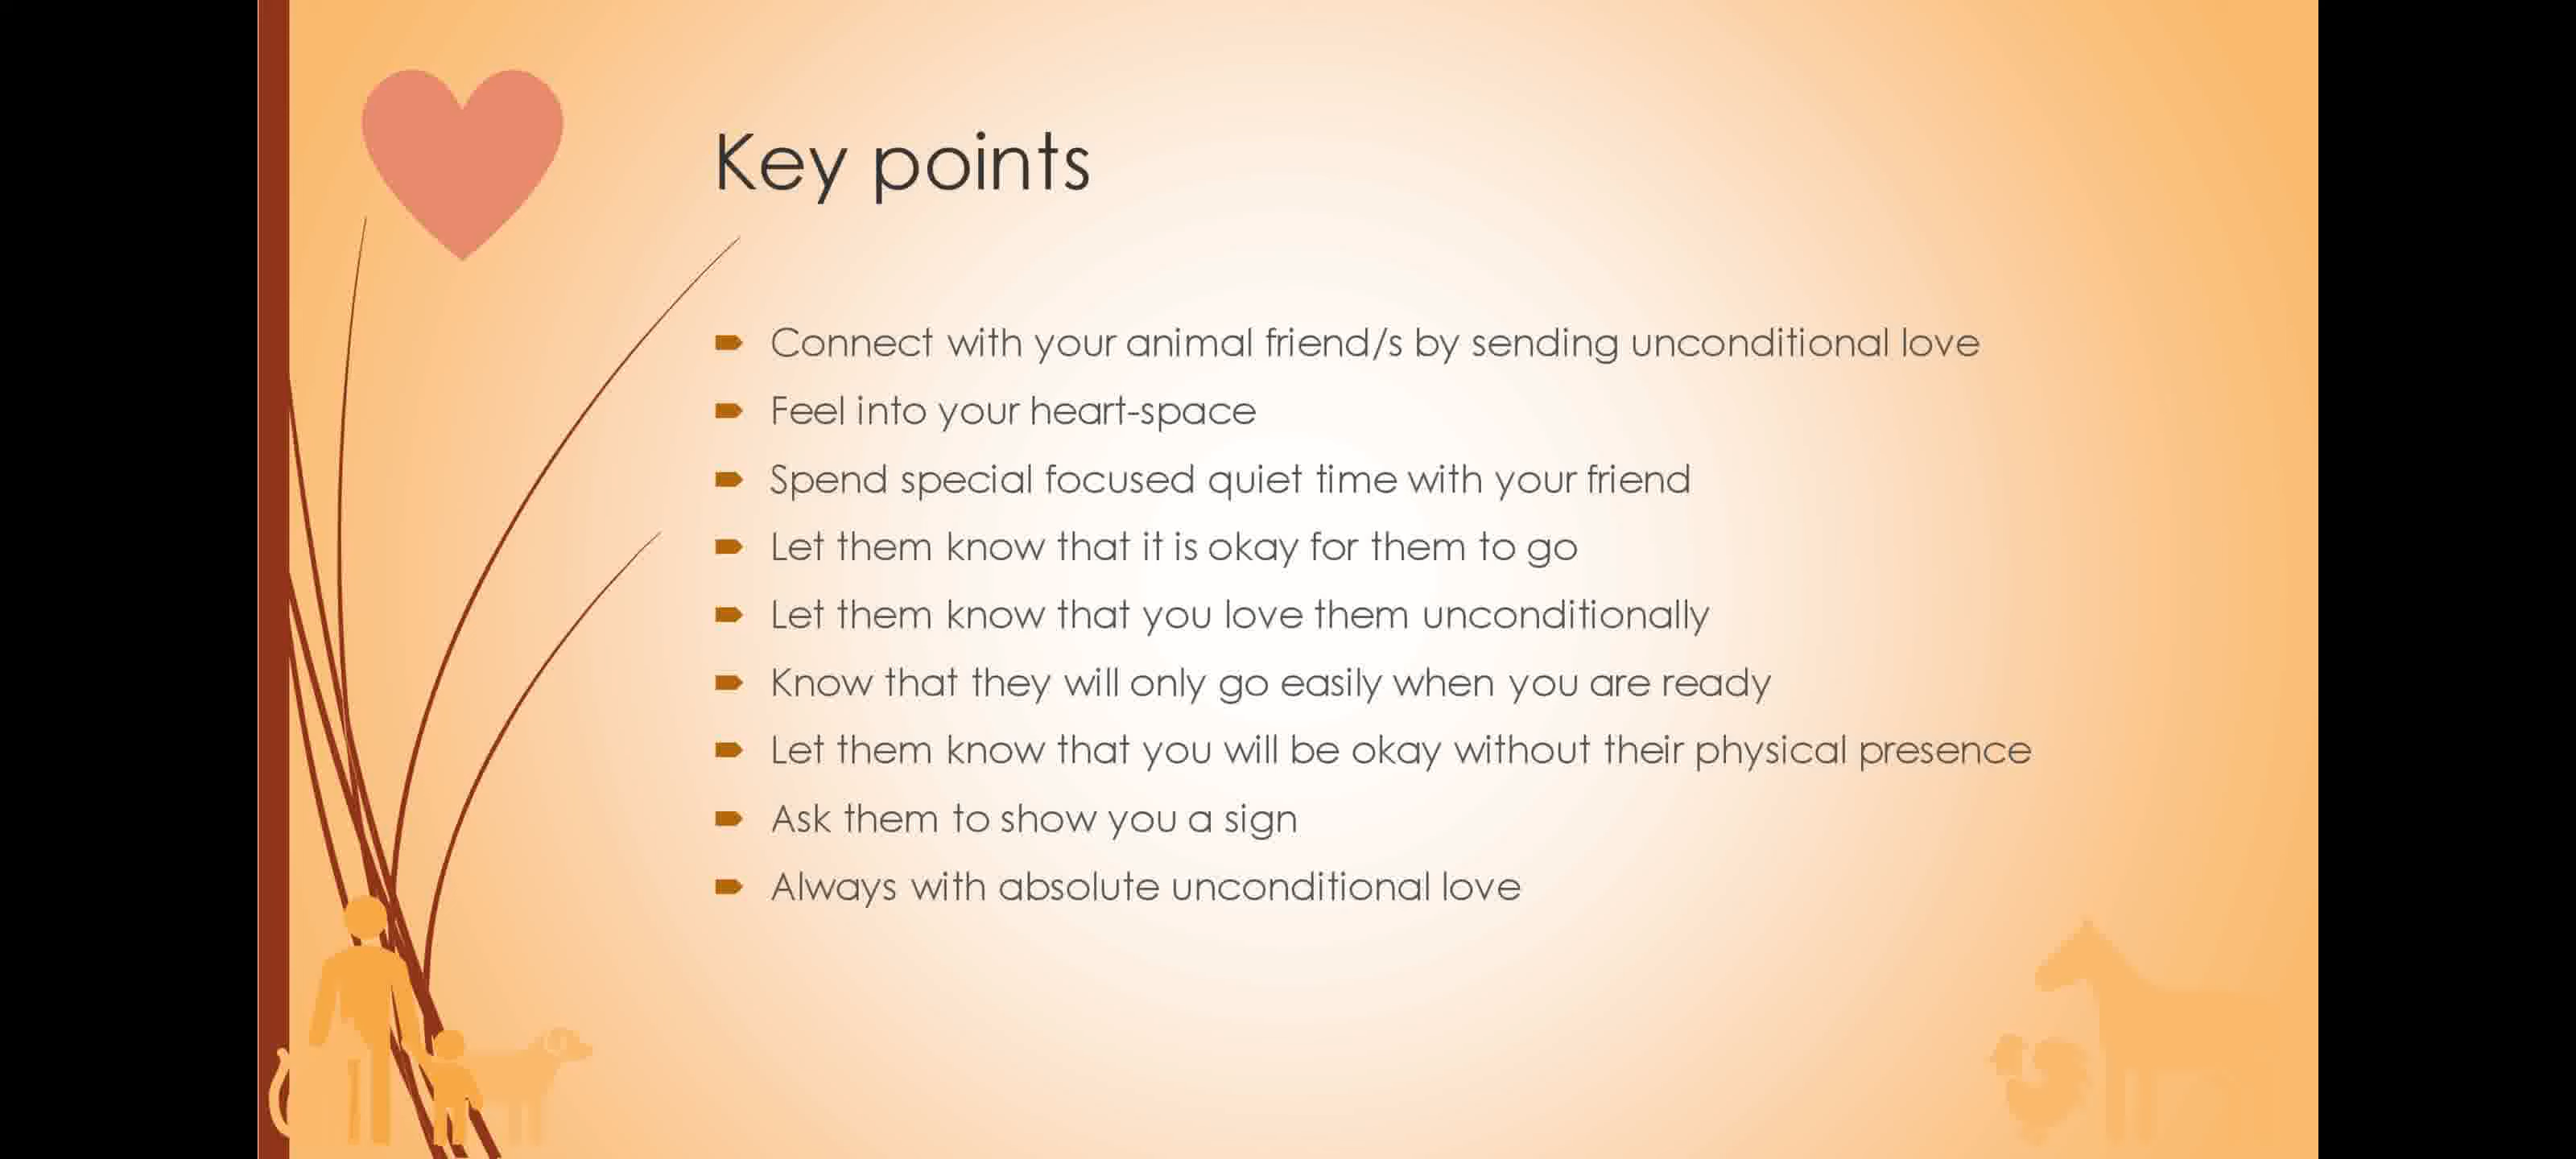 Key points
Connect with your animal friend/s by sending unconditional love
Feel into your heart-space
Spend special focused quiet time with your friend
Let them know that it is okay for them to go
Let them know that you love them unconditionally
Know that they will only go easily when you are ready
Let them know that you will be okay without their physical presence
Ask them to show you a sign
Always with absolute unconditional love